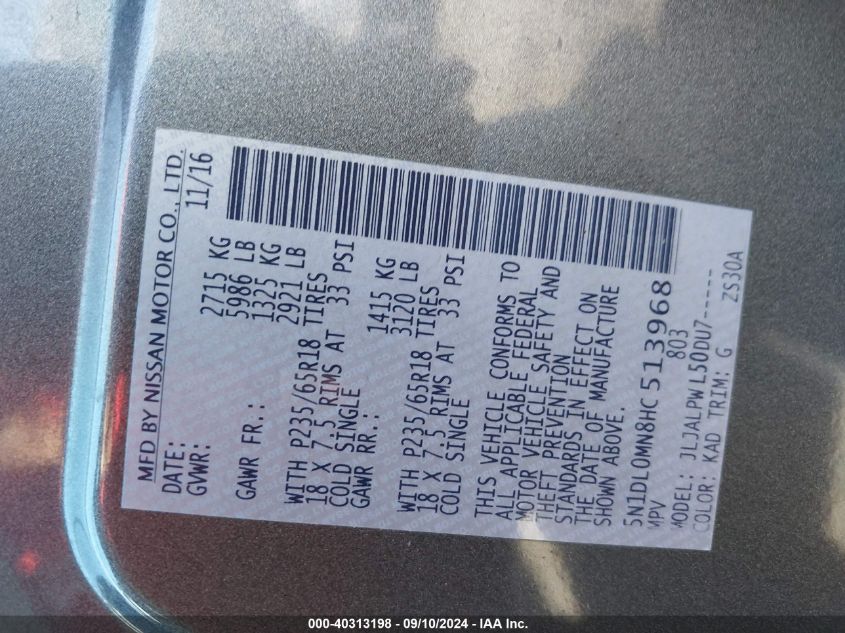 MFD BY NISSAN MOTOR CO., LTD.
DATE: 11/16
GVWR: 2715 KG
5986 LB
GAWR FR.: 1325 KG
2921 LB
WITH P235/65R18 TIRES
18 X 7.5 RIMS AT 33 PSI
COLD SINGLE
GAWR RR.: 1415 KG
3120 LB
WITH P235/65R18 TIRES
18 X 7.5 RIMS AT 33 PSI
COLD SINGLE
THIS VEHICLE CONFORMS TO
ALL APPLICABLE FEDERAL
MOTOR VEHICLE SAFETY AND
THEFT PREVENTION
STANDARDS IN EFFECT ON
THE DATE OF MANUFACTURE
SHOWN ABOVE.
5N1DL0MN8HC513968
MPV 803
MODEL: JLJALPWL50DU7-----
COLOR: KAD TRIM: G ZS30A
000-40313198 - 09/10/2024 - IAA Inc.